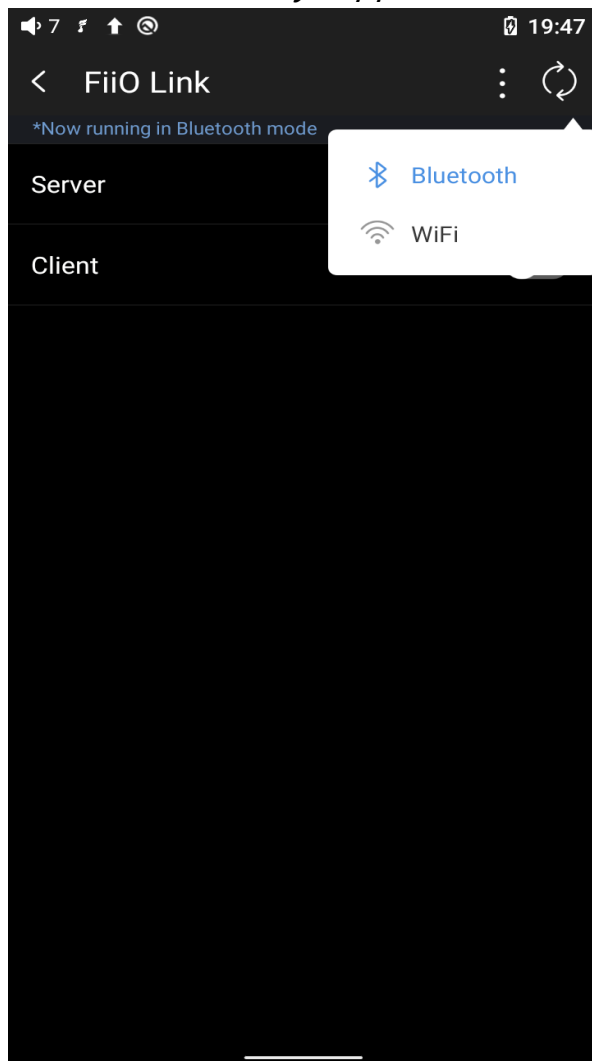 7
19:47
FiiO Link
*Now running in Bluetooth mode
Bluetooth
Server
WiFi
Client